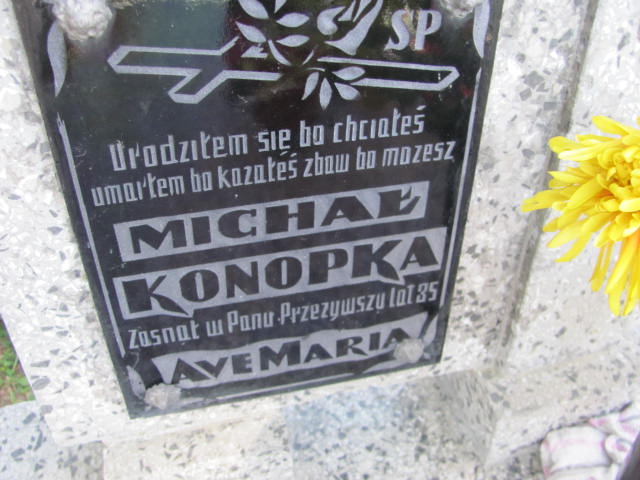 SP
Urodziłem się bo chciałeś
umarłem bo kazałeś zbaw bo możesz
MICHAŁ
KONOPKA
Zasnął w Panu. Przeżywszy lat 85
AVE MARIA